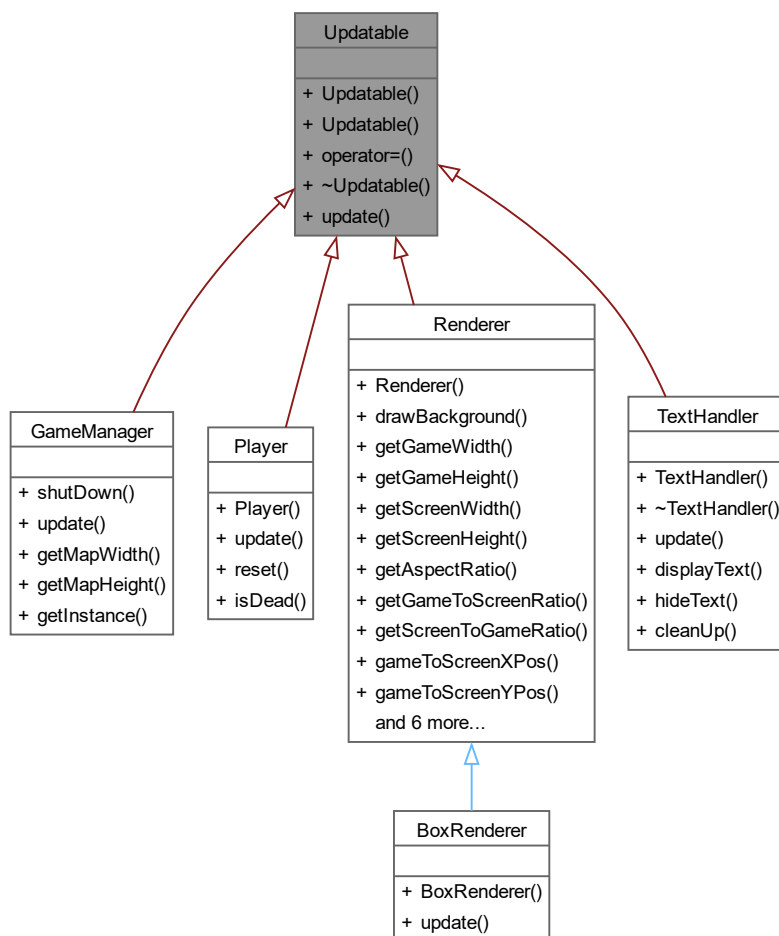 Updatable
+ Updatable()
+ Updatable()
+ operator=()
+ ~Updatable()
+ update()
GameManager
+ shutDown()
+ update()
+ getMapWidth()
+ getMapHeight()
+ getInstance()
Player
+ Player()
+ update()
+ reset()
+ isDead()
Renderer
+ Renderer()
+ drawBackground()
+ getGameWidth()
+ getGameHeight()
+ getScreenWidth()
+ getScreenHeight()
+ getAspectRatio()
+ getGameToScreenRatio()
+ getScreenToGameRatio()
+ gameToScreenXPos()
+ gameToScreenYPos()
and 6 more...
TextHandler
+ TextHandler()
+ ~TextHandler()
+ update()
+ displayText()
+ hideText()
+ cleanUp()
BoxRenderer
+ BoxRenderer()
+ update()